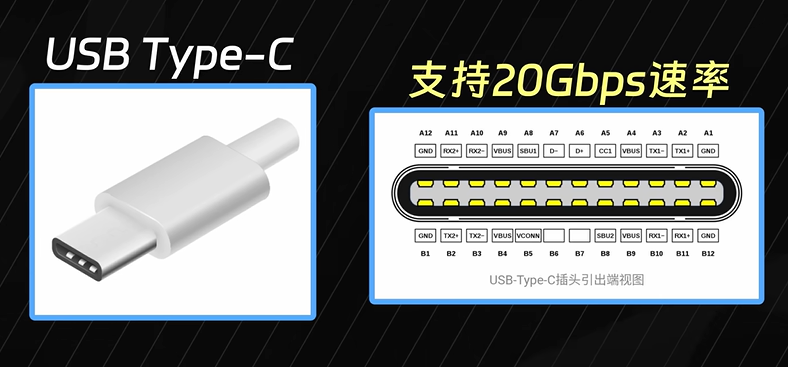 USB Type-C
支持20Gbps速率
A12 A11 A10 A9 A8 A7 A6 A5 A4 A3 A2 A1
GND RX2+ RX2− VBUS SBU1 D− D+ CC1 VBUS TX1− TX1+ GND
GND TX2+ TX2− VBUS VCONN SBU2 VBUS RX1− RX1+ GND
B1 B2 B3 B4 B5 B6 B7 B8 B9 B10 B11 B12
USB-Type-C插头引出端视图